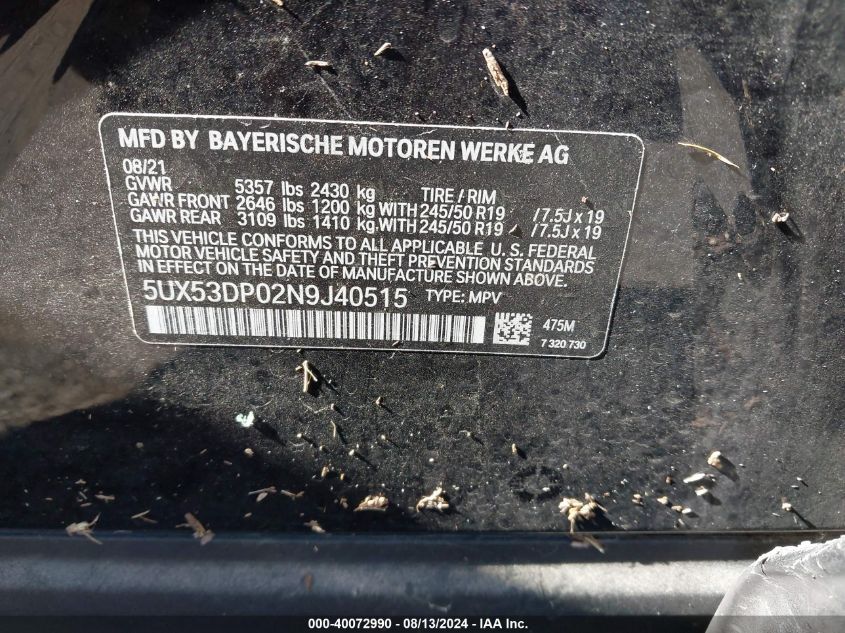 MFD BY BAYERISCHE MOTOREN WERKE AG
08/21
GVWR 5357 lbs 2430 kg TIRE / RIM
GAWR FRONT 2646 lbs 1200 kg WITH 245/50 R19 / 7.5J x 19
GAWR REAR 3109 lbs 1410 kg WITH 245/50 R19 / 7.5J x 19
THIS VEHICLE CONFORMS TO ALL APPLICABLE U. S. FEDERAL
MOTOR VEHICLE SAFETY AND THEFT PREVENTION STANDARDS
IN EFFECT ON THE DATE OF MANUFACTURE SHOWN ABOVE.
5UX53DP02N9J40515 TYPE: MPV
475M
7 320 730
000-40072990 - 08/13/2024 - IAA Inc.